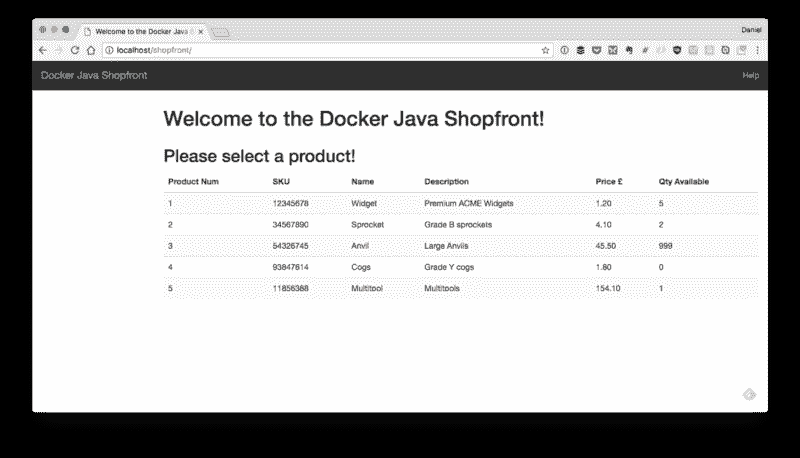 Welcome to the Docker Java
Daniel
localhost/shopfront/
Docker Java Shopfront Help
Welcome to the Docker Java Shopfront!
Please select a product!
Product Num SKU Name Description Price £ Qty Available
1 12345678 Widget Premium ACME Widgets 1.20 5
2 34567890 Sprocket Grade B sprockets 4.10 2
3 54326745 Anvil Large Anvils 45.50 999
4 93847614 Cogs Grade Y cogs 1.80 0
5 11856388 Multitool Multitools 154.10 1